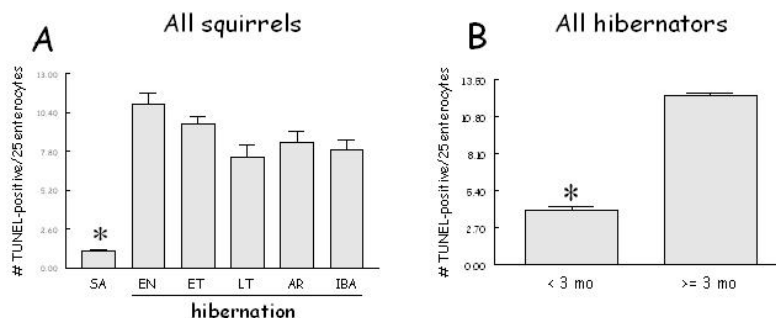 A
All squirrels
# TUNEL-positive/25 enterocytes
13.00
10.40
7.80
5.20
2.60
0.00
*
SA
EN
ET
LT
AR
IBA
hibernation
B
All hibernators
# TUNEL-positive/25 enterocytes
13.50
10.80
8.10
5.40
2.70
0.00
*
< 3 mo
>= 3 mo